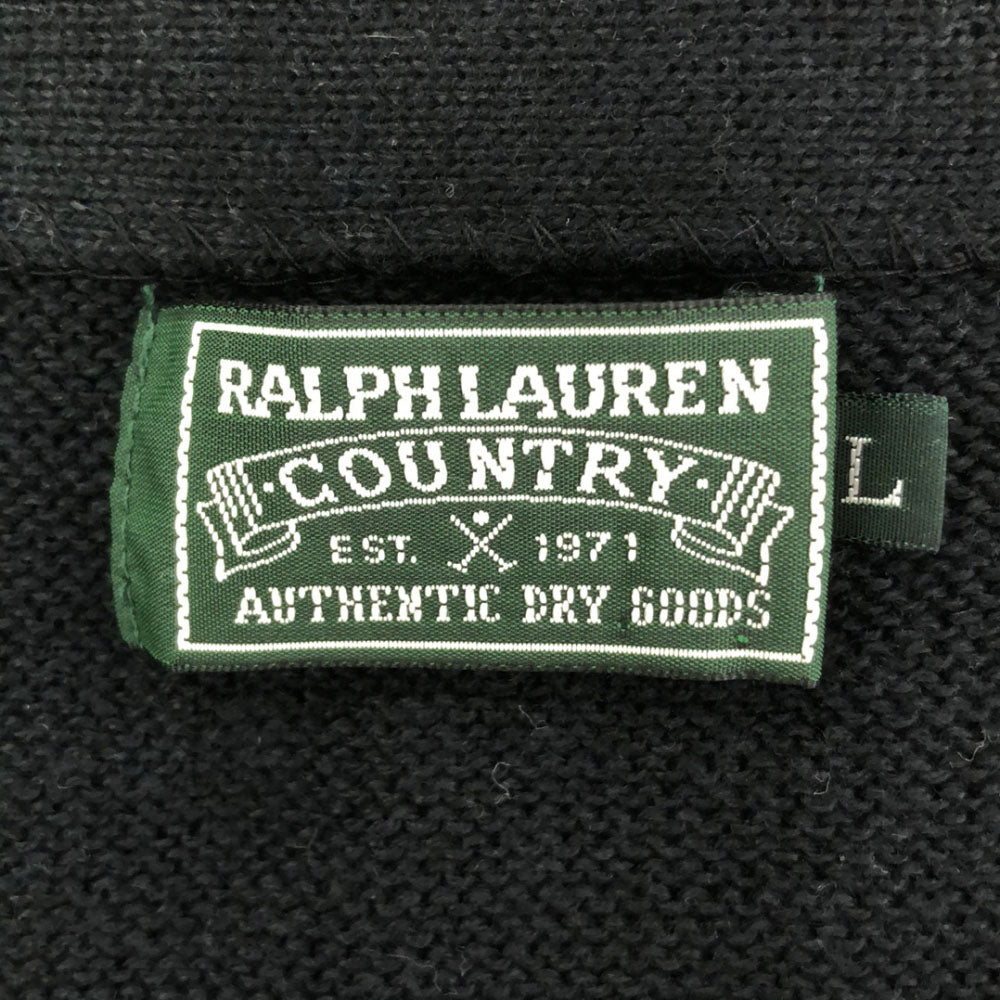 RALPH LAUREN
·COUNTRY·
EST. 1971
AUTHENTIC DRY GOODS
L